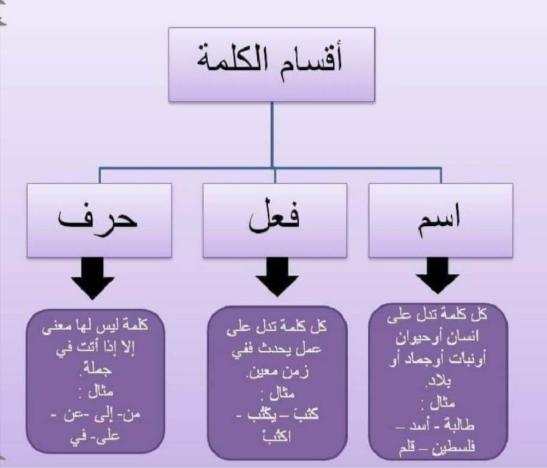 أقسام الكلمة
اسم
فعل
حرف
كل كلمة تدل على
انسان أوحيوان
أونبات أوجماد أو
بلاد.
مثال :
طالبة - أسد –
فلسطين – قلم
كل كلمة تدل على
عمل يحدث ففي
زمن معين.
مثال :
كتبَ – يكتُب -
اكتبْ
كلمة ليس لها معنى
إلا إذا أتت في
جملة.
مثال :
من- إلى -عن -
على- في